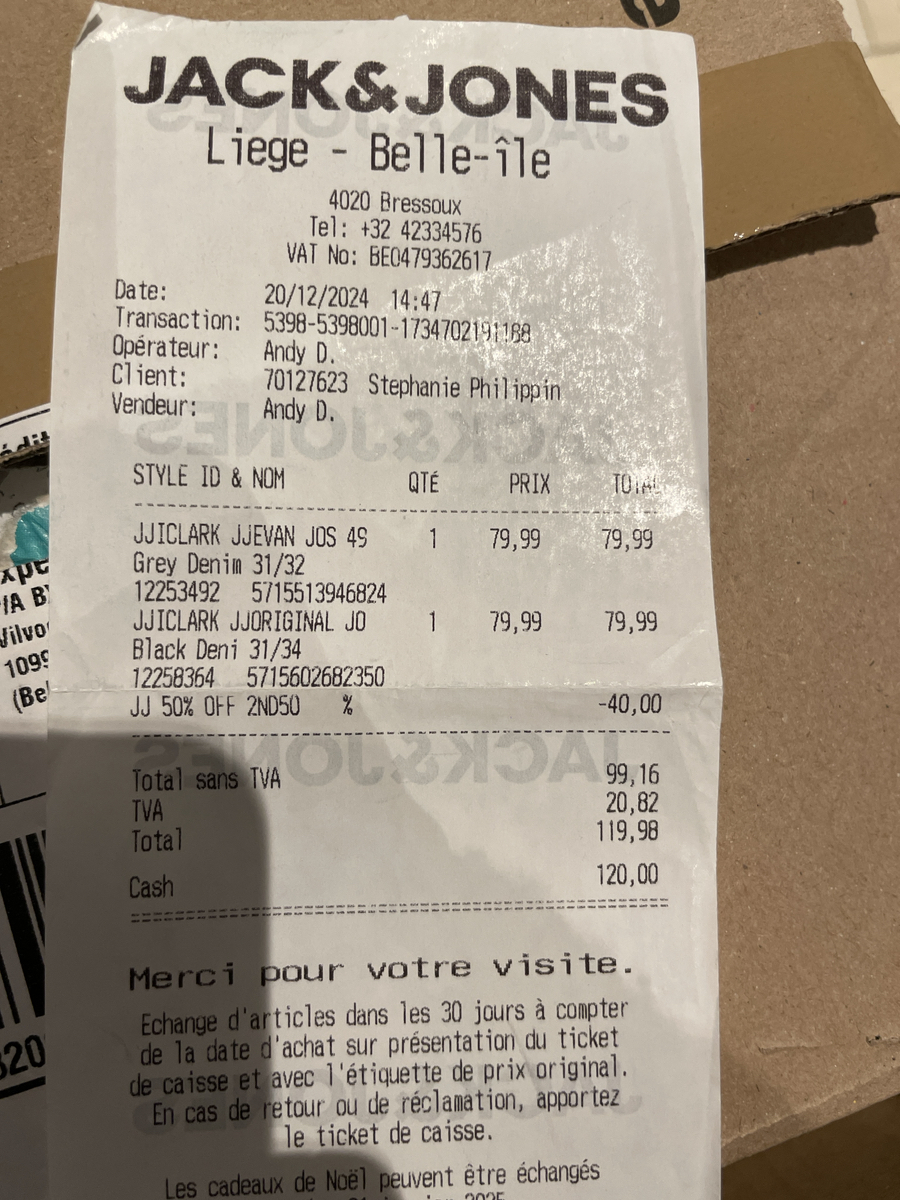 JACK&JONES
Liege - Belle-île
4020 Bressoux
Tel: +32 42334576
VAT No: BE0479362617
Date: 20/12/2024 14:47
Transaction: 5398-5398001-1734702191188
Opérateur: Andy D.
Client: 70127623 Stephanie Philippin
Vendeur: Andy D.
STYLE ID & NOM QTÉ PRIX TOTAL
JJICLARK JJEVAN JOS 49 1 79,99 79,99
Grey Denim 31/32
12253492 5715513946824
JJICLARK JJORIGINAL JO 1 79,99 79,99
Black Deni 31/34
12258364 5715602682350
JJ 50% OFF 2ND50 % -40,00
Total sans TVA 99,16
TVA 20,82
Total 119,98
Cash 120,00
Merci pour votre visite.
Echange d'articles dans les 30 jours à compter
de la date d'achat sur présentation du ticket
de caisse et avec l'étiquette de prix original.
En cas de retour ou de réclamation, apportez
le ticket de caisse.
Les cadeaux de Noël peuvent être échangés
1099
(Be
320